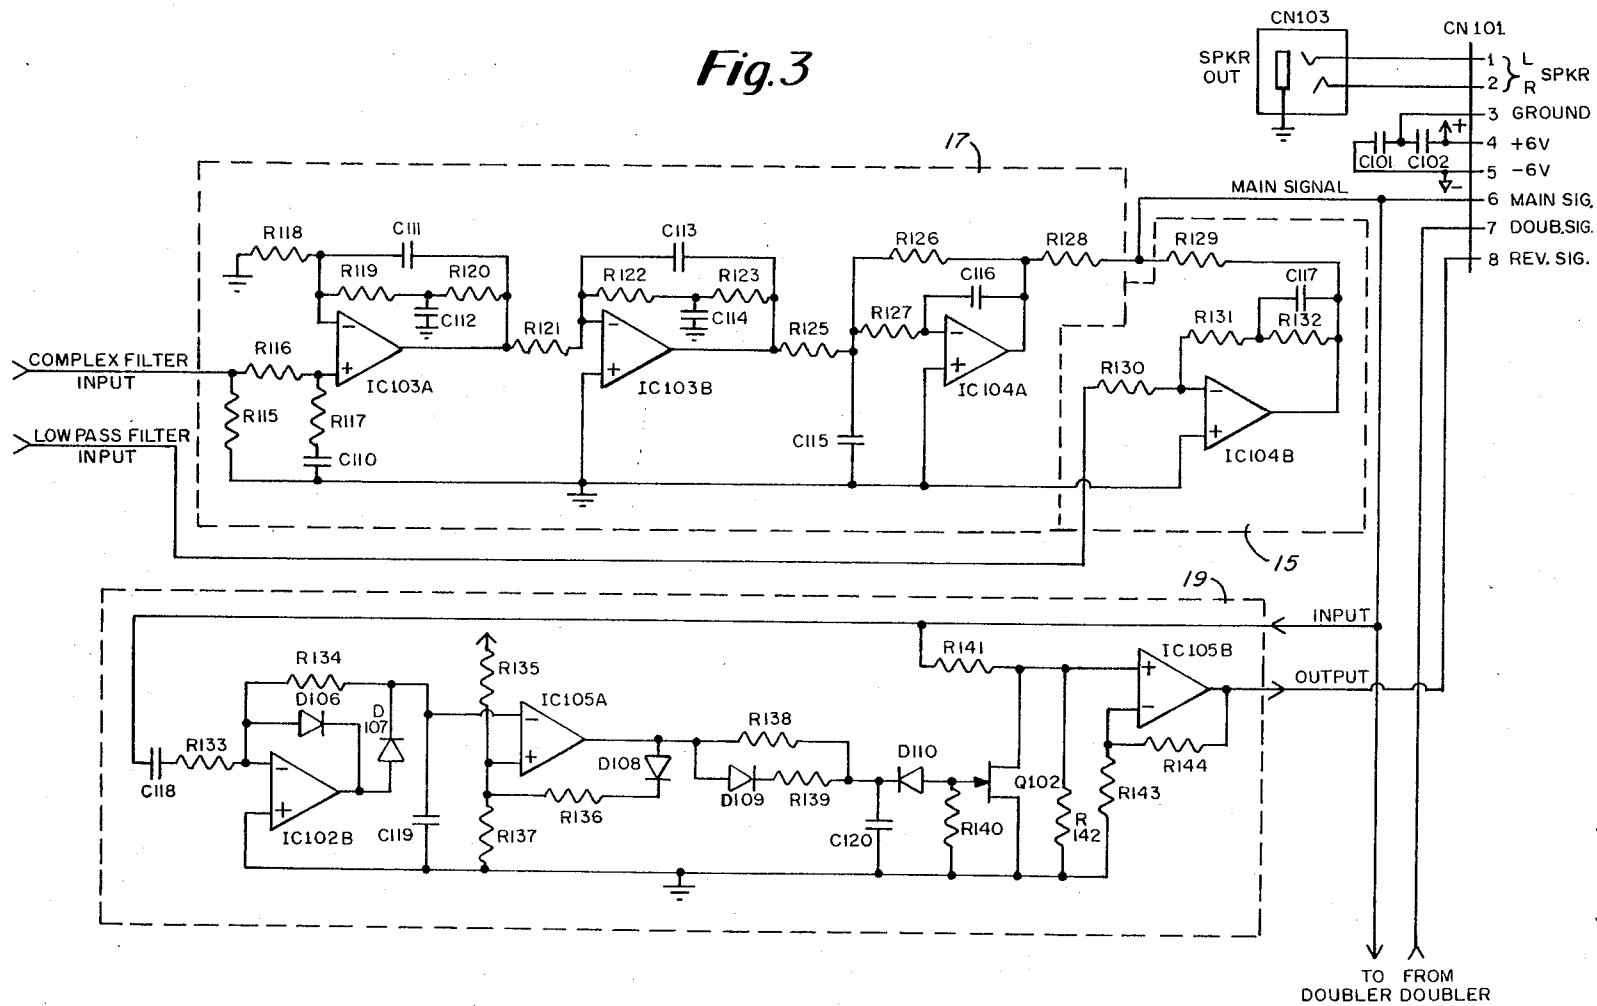 Fig.3
CN103
SPKR
OUT
CN101
1 L
2 R
SPKR
3 GROUND
4 +6V
5 -6V
6 MAIN SIG.
7 DOUB.SIG.
8 REV. SIG.
C101
C102
+
-
17
MAIN SIGNAL
R118
C111
R119
R120
C112
C113
R122
R123
C114
R126
C116
R127
R128
R129
C117
R131
R132
COMPLEX FILTER
INPUT
R116
IC103A
R121
IC103B
R125
IC104A
R130
R115
R117
C110
C115
IC104B
LOW PASS FILTER
INPUT
15
19
INPUT
R134
D106
D
107
R135
IC105A
R141
IC105B
OUTPUT
R133
C118
IC102B
C119
D108
R136
R137
R138
D109
R139
D110
C120
R140
Q102
R
142
R143
R144
TO
DOUBLER
FROM
DOUBLER